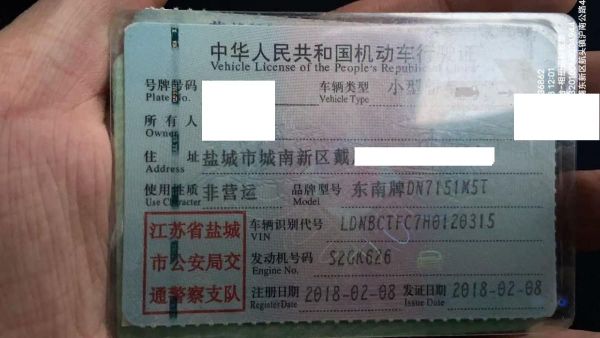 中华人民共和国机动车行驶证
Vehicle License of the People's Republic of
号牌号码
Plate No.
车辆类型 小型
Vehicle Type
所有人
Owner
住址 盐城市城南新区戴
Address
使用性质 非营运
Use Character
品牌型号 东南牌DN7151M5T
Model
江苏省盐城
市公安局交
通警察支队
车辆识别代号
VIN
发动机号码
Engine No.
注册日期 2018-02-08
Register Date
发证日期 2018-02-08
Issue Date